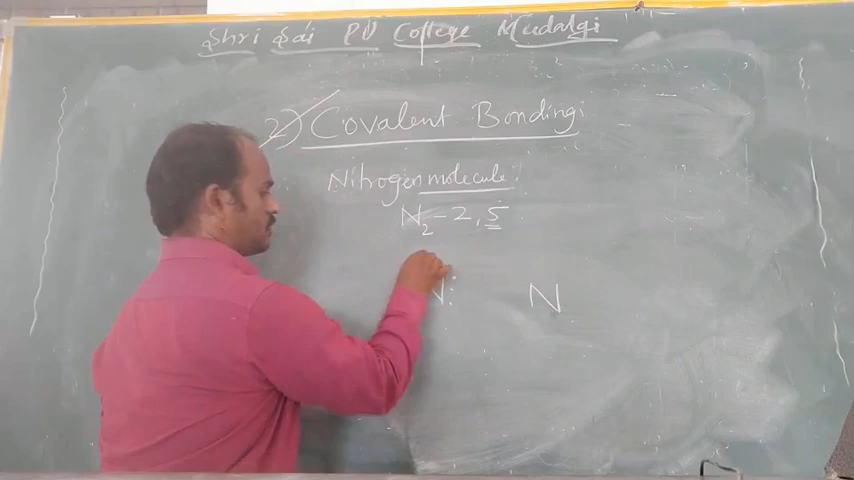 Shri Sai PU College Mudalgi
2) Covalent Bonding:
Nitrogen molecule:
N₂ - 2, 5
N: N